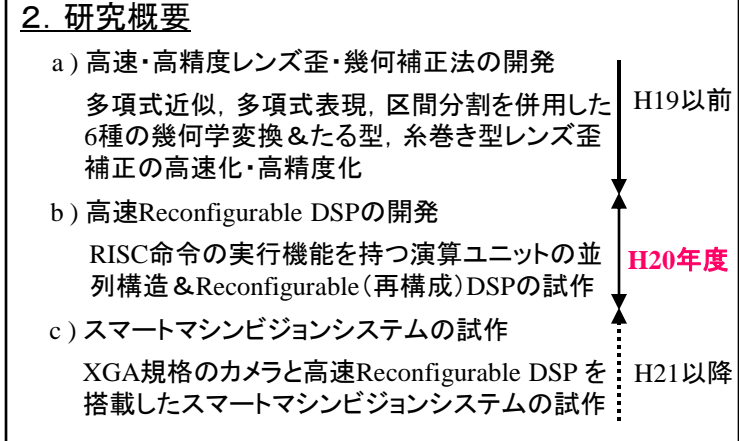 2．研究概要
a ) 高速・高精度レンズ歪・幾何補正法の開発
多項式近似，多項式表現，区間分割を併用した
6種の幾何学変換＆たる型，糸巻き型レンズ歪
補正の高速化・高精度化
H19以前
b ) 高速Reconfigurable DSPの開発
RISC命令の実行機能を持つ演算ユニットの並
列構造＆Reconfigurable（再構成）DSPの試作
H20年度
c ) スマートマシンビジョンシステムの試作
XGA規格のカメラと高速Reconfigurable DSP を
搭載したスマートマシンビジョンシステムの試作
H21以降